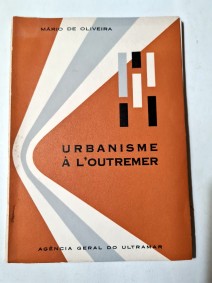 MÁRIO DE OLIVEIRA
URBANISME
À L'OUTREMER
AGÊNCIA GERAL DO ULTRAMAR